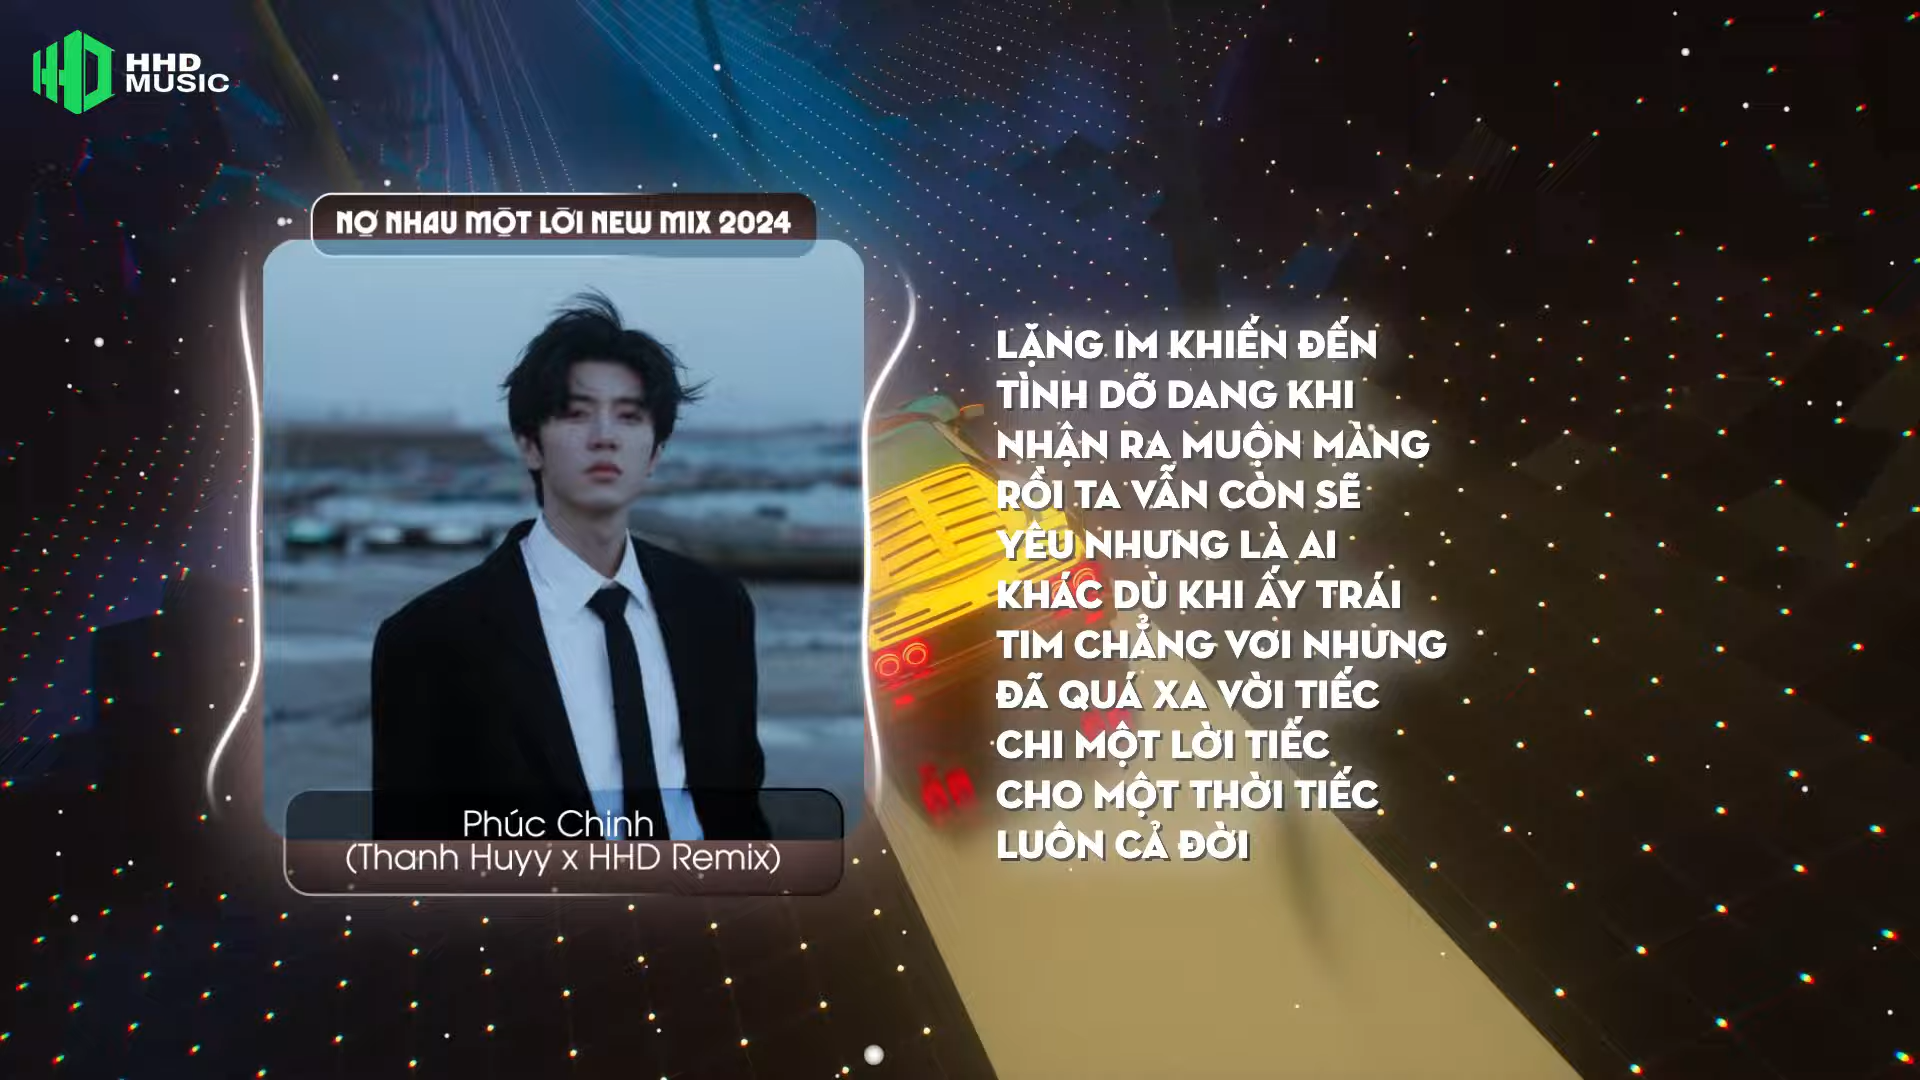 HHD
MUSIC
NỢ NHAU MỘT LỜI NEW MIX 2024
Phúc Chinh
(Thanh Huyy x HHD Remix)
LẶNG IM KHIẾN ĐẾN
TÌNH DỠ DANG KHI
NHẬN RA MUỘN MÀNG
RỒI TA VẪN CÒN SẼ
YÊU NHƯNG LÀ AI
KHÁC DÙ KHI ẤY TRÁI
TIM CHẲNG VƠI NHƯNG
ĐÃ QUÁ XA VỜI TIẾC
CHI MỘT LỜI TIẾC
CHO MỘT THỜI TIẾC
LUÔN CẢ ĐỜI